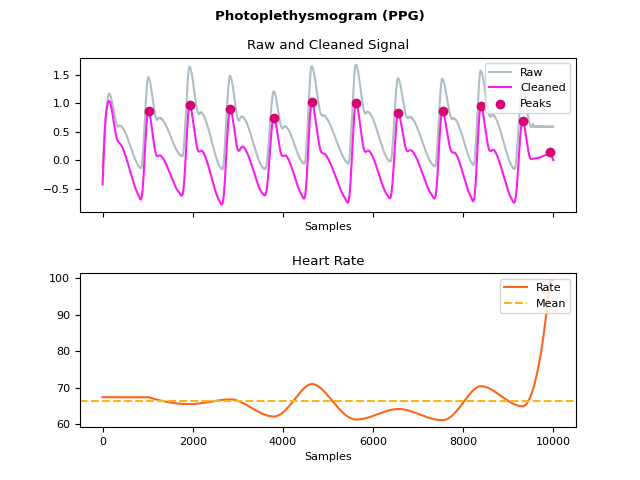 Photoplethysmogram (PPG)
Raw and Cleaned Signal
1.5
1.0
0.5
0.0
−0.5
Raw
Cleaned
Peaks
Samples
Heart Rate
100
90
80
70
60
Rate
Mean
0 2000 4000 6000 8000 10000
Samples